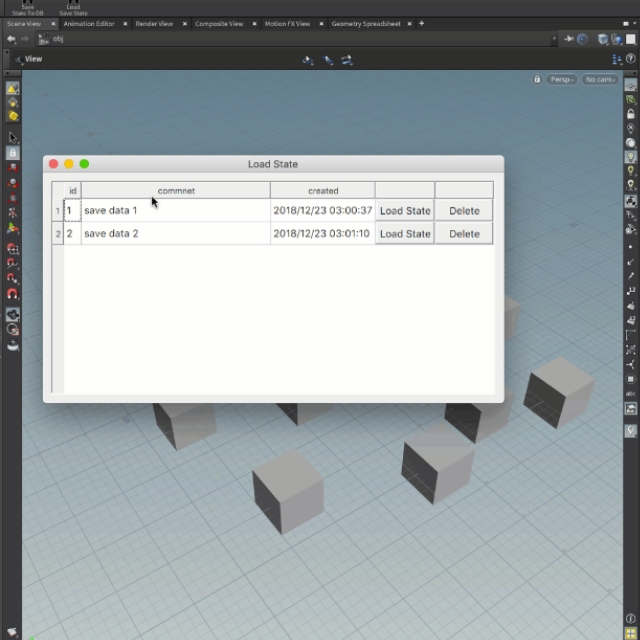 Save Load
State To DB Save State
Scene View Animation Editor Render View Composite View Motion FX View Geometry Spreadsheet
obj
View
Persp No cam
Load State
id commnet created
1 1 save data 1 2018/12/23 03:00:37 Load State Delete
2 2 save data 2 2018/12/23 03:01:10 Load State Delete